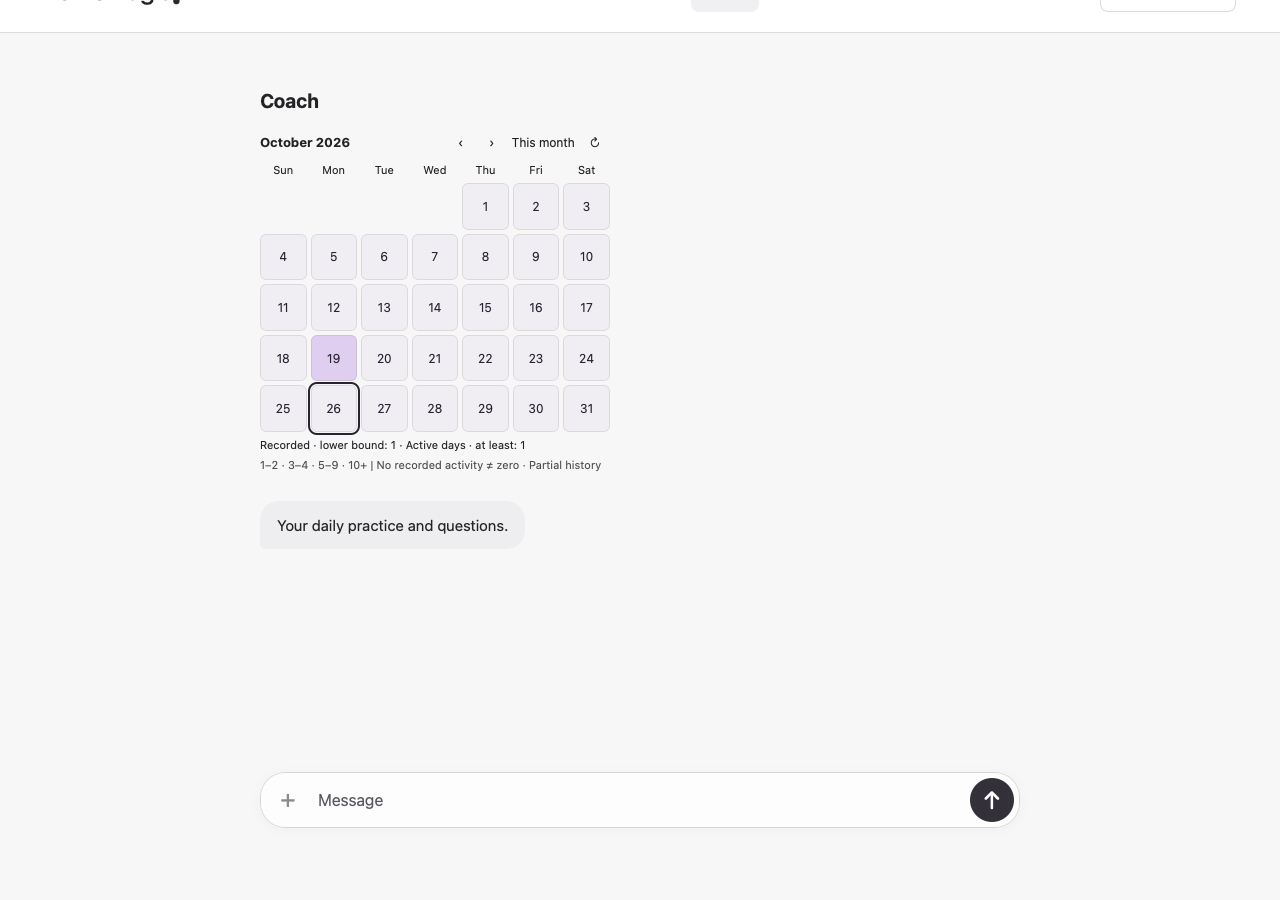 Coach
October 2026 ‹ › This month ↻
Sun Mon Tue Wed Thu Fri Sat
1 2 3
4 5 6 7 8 9 10
11 12 13 14 15 16 17
18 19 20 21 22 23 24
25 26 27 28 29 30 31
Recorded · lower bound: 1 · Active days · at least: 1
1–2 · 3–4 · 5–9 · 10+ | No recorded activity ≠ zero · Partial history
Your daily practice and questions.
Message